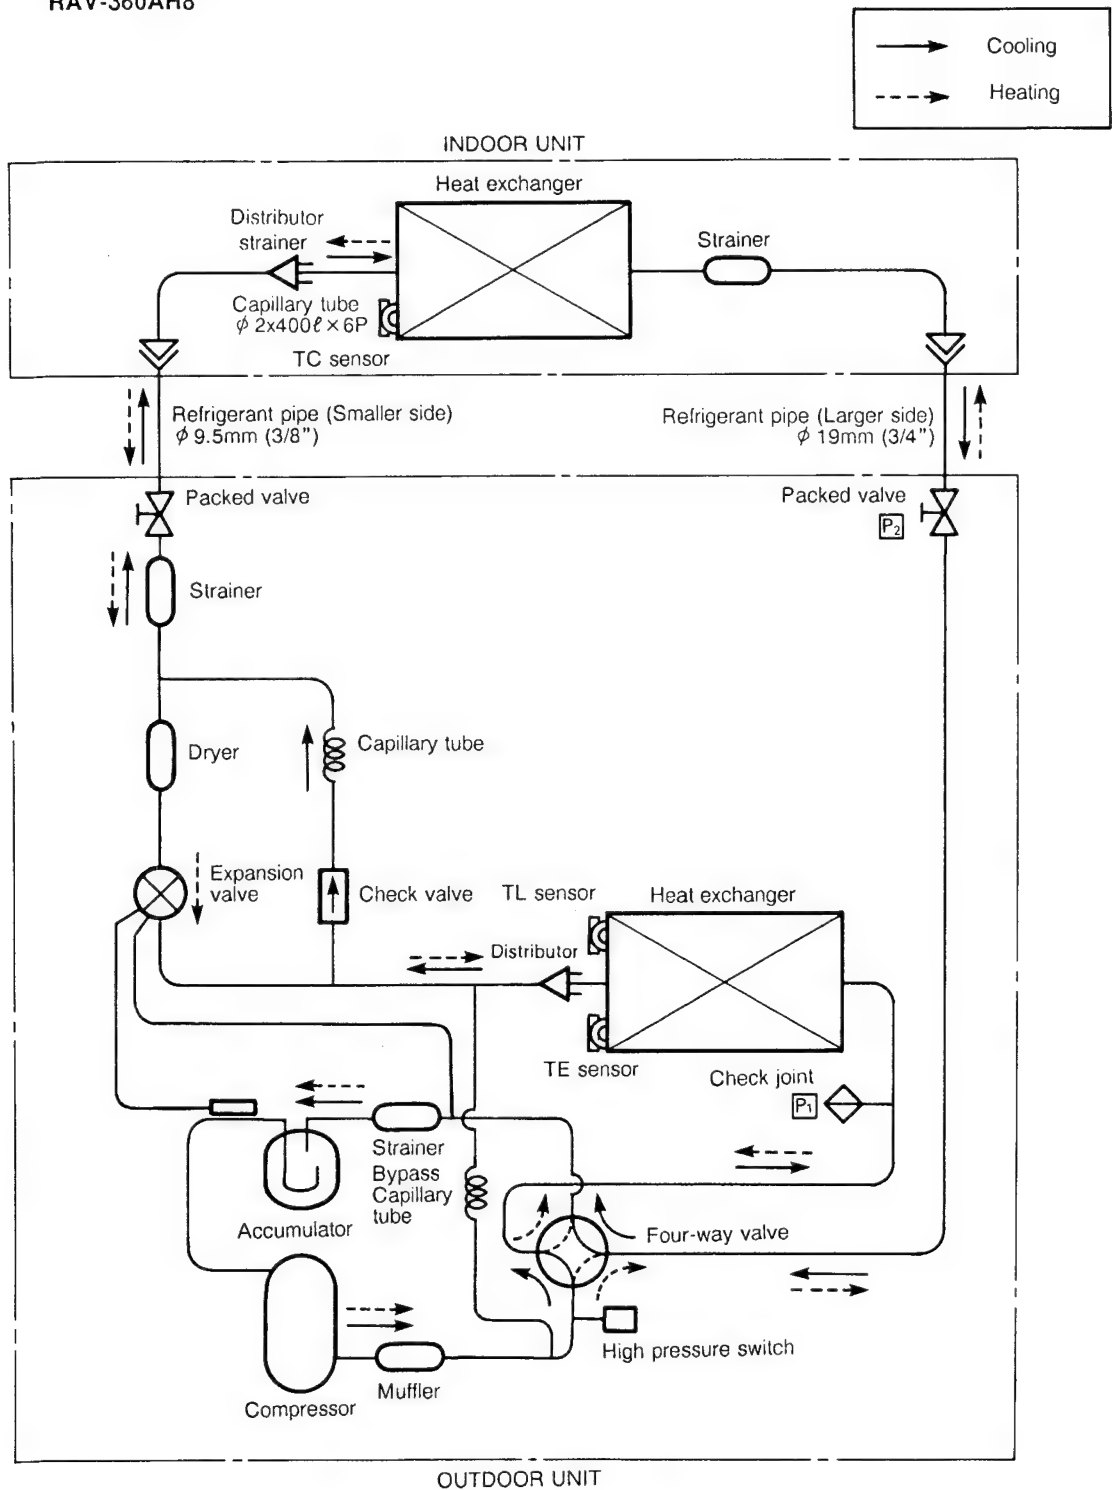 RAV-360AH8
Cooling
Heating
INDOOR UNIT
Heat exchanger
Distributor
strainer
Strainer
Capillary tube
ϕ 2x400ℓ×6P
TC sensor
Refrigerant pipe (Smaller side)
ϕ 9.5mm (3/8")
Refrigerant pipe (Larger side)
ϕ 19mm (3/4")
Packed valve
Packed valve
P₂
Strainer
Dryer
Capillary tube
Expansion
valve
Check valve
TL sensor
Heat exchanger
Distributor
TE sensor
Check joint
P₁
Strainer
Bypass
Capillary
tube
Accumulator
Four-way valve
High pressure switch
Muffler
Compressor
OUTDOOR UNIT